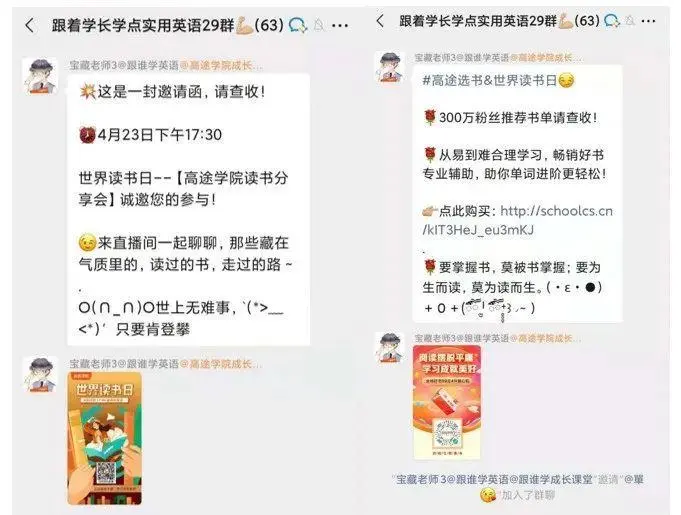 跟着学长学点实用英语29群💪🏼(63)
宝藏老师3@跟谁学英语@高途学院成长...
💥这是一封邀请函，请查收！
⏰4月23日下午17:30
世界读书日--【高途学院读书分
享会】诚邀您的参与！
😉来直播间一起聊聊，那些藏在
气质里的，读过的书，走过的路～
.
O(∩_∩)O世上无难事，`(*>﹏
<*)′只要肯登攀
宝藏老师3@跟谁学英语@高途学院成长...
世界读书日
跟着学长学点实用英语29群💪🏼(63)
宝藏老师3@跟谁学英语@高途学院成长...
#高途选书&世界读书日😏
🌹300万粉丝推荐书单请查收！
🌹从易到难合理学习，畅销好书
专业辅助，助你单词进阶更轻松！
👉🏼点此购买：http://schoolcs.cn
/kIT3HeJ_eu3mKJ
.
🌹要掌握书，莫被书掌握；要为
生而读，莫为读而生。(・ε・●)
宝藏老师3@跟谁学英语@高途学院成长...
阅读摆脱平庸
学习成就美好
"宝藏老师3@跟谁学英语@跟谁学成长课堂"邀请"@單
😘"加入了群聊